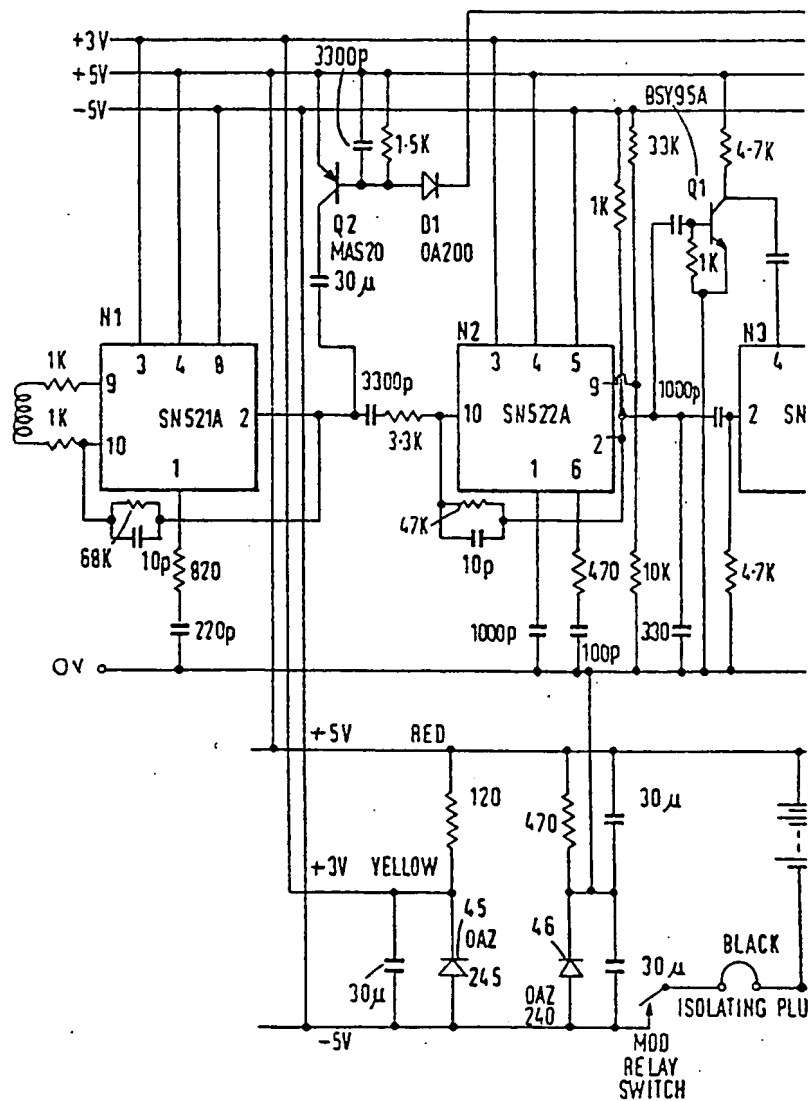 +3V
3300p
+5V
-5V
BSY95A
1·5K
33K
4·7K
Q1
1K
Q2
MAS20
D1
OA200
1K
30μ
N1
N2
N3
3 4 8
3 4 5
4
1K
9
9
3300p
1000p
SN521A
2
10
SN522A
2
SN
1K
10
3·3K
2
1
1 6
47K
68K
10p
820
10p
470
10K
4·7K
220p
1000p
100p
330
0V
+5V RED
120
470
30μ
+3V YELLOW
45
OAZ
245
46
BLACK
30μ
OAZ
240
30μ
ISOLATING PLU
-5V
MOD
RELAY
SWITCH